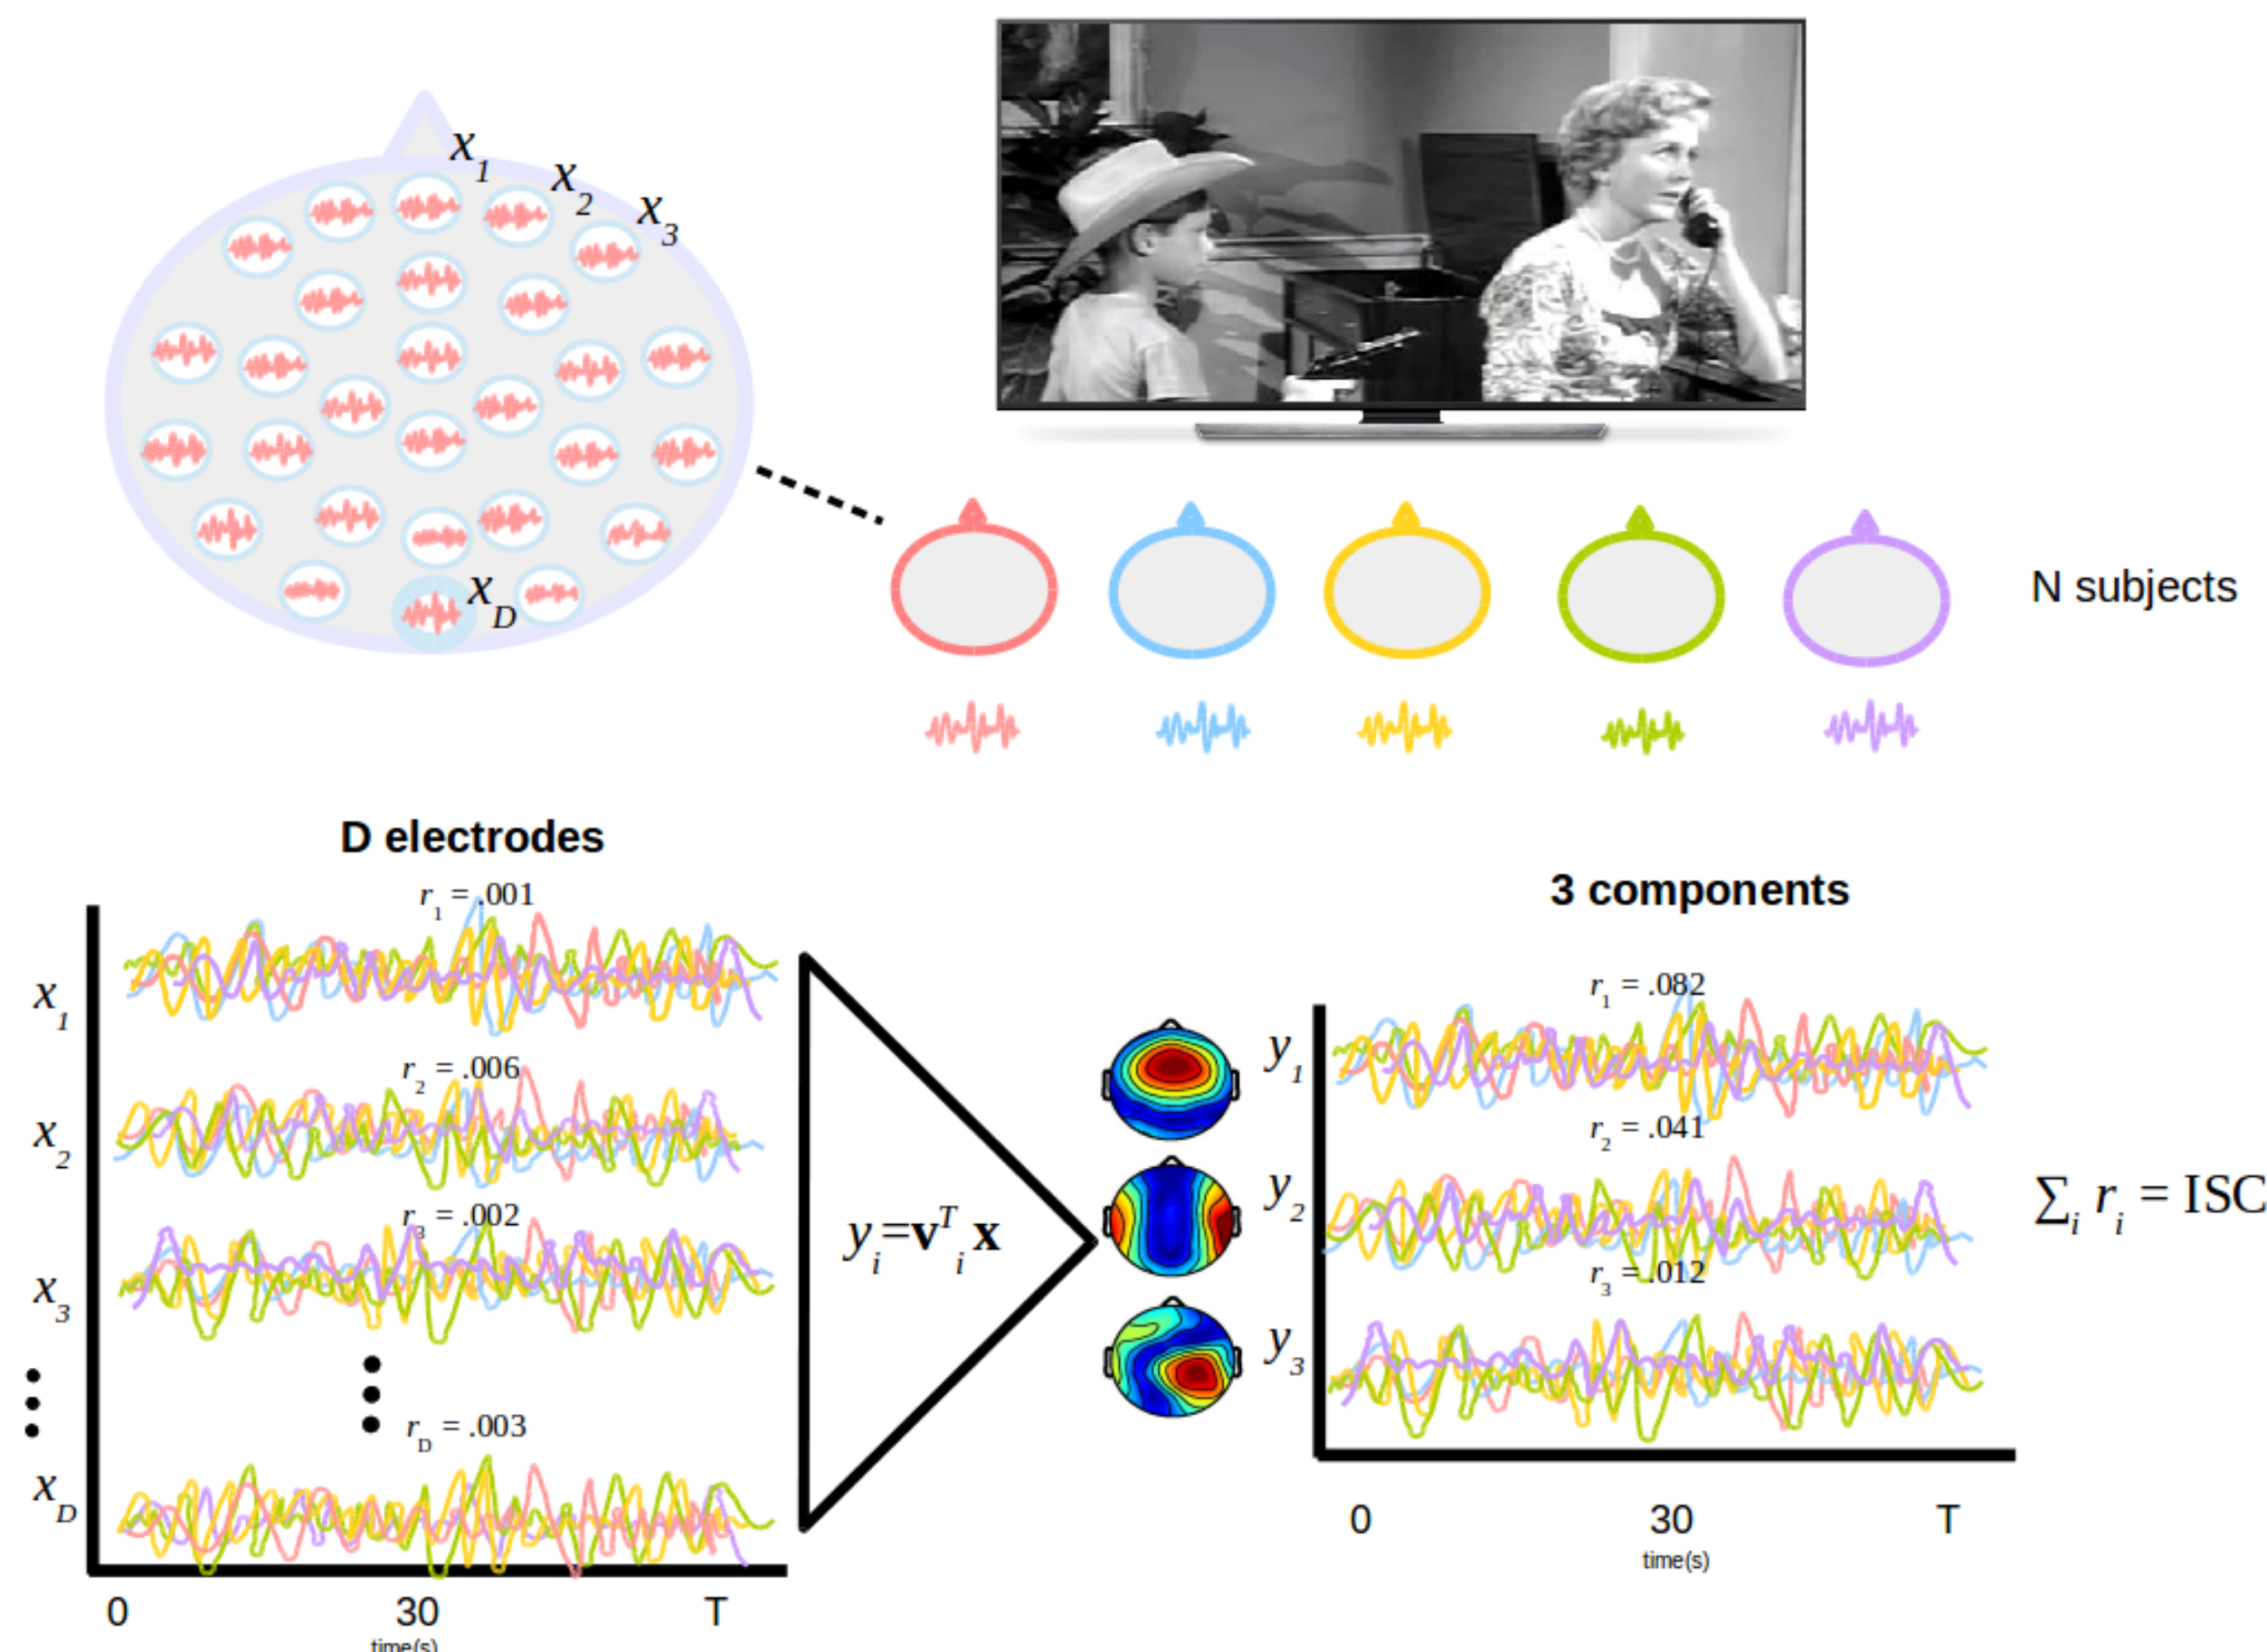 x1
x2
x3
xD
N subjects
D electrodes
r1 = .001
x1
r2 = .006
x2
r3 = .002
x3
rD = .003
xD
0 30 T
time(s)
yi=vTi x
3 components
r1 = .082
y1
r2 = .041
y2
r3 = .012
y3
0 30 T
time(s)
∑i ri = ISC